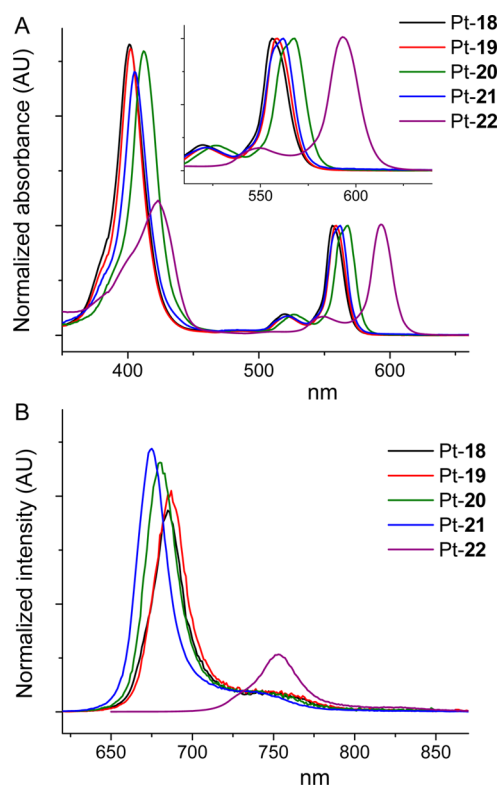 A
Normalized absorbance (AU)
Pt-18
Pt-19
Pt-20
Pt-21
Pt-22
550
600
400
500
600
nm
B
Normalized intensity (AU)
Pt-18
Pt-19
Pt-20
Pt-21
Pt-22
650
700
750
800
850
nm